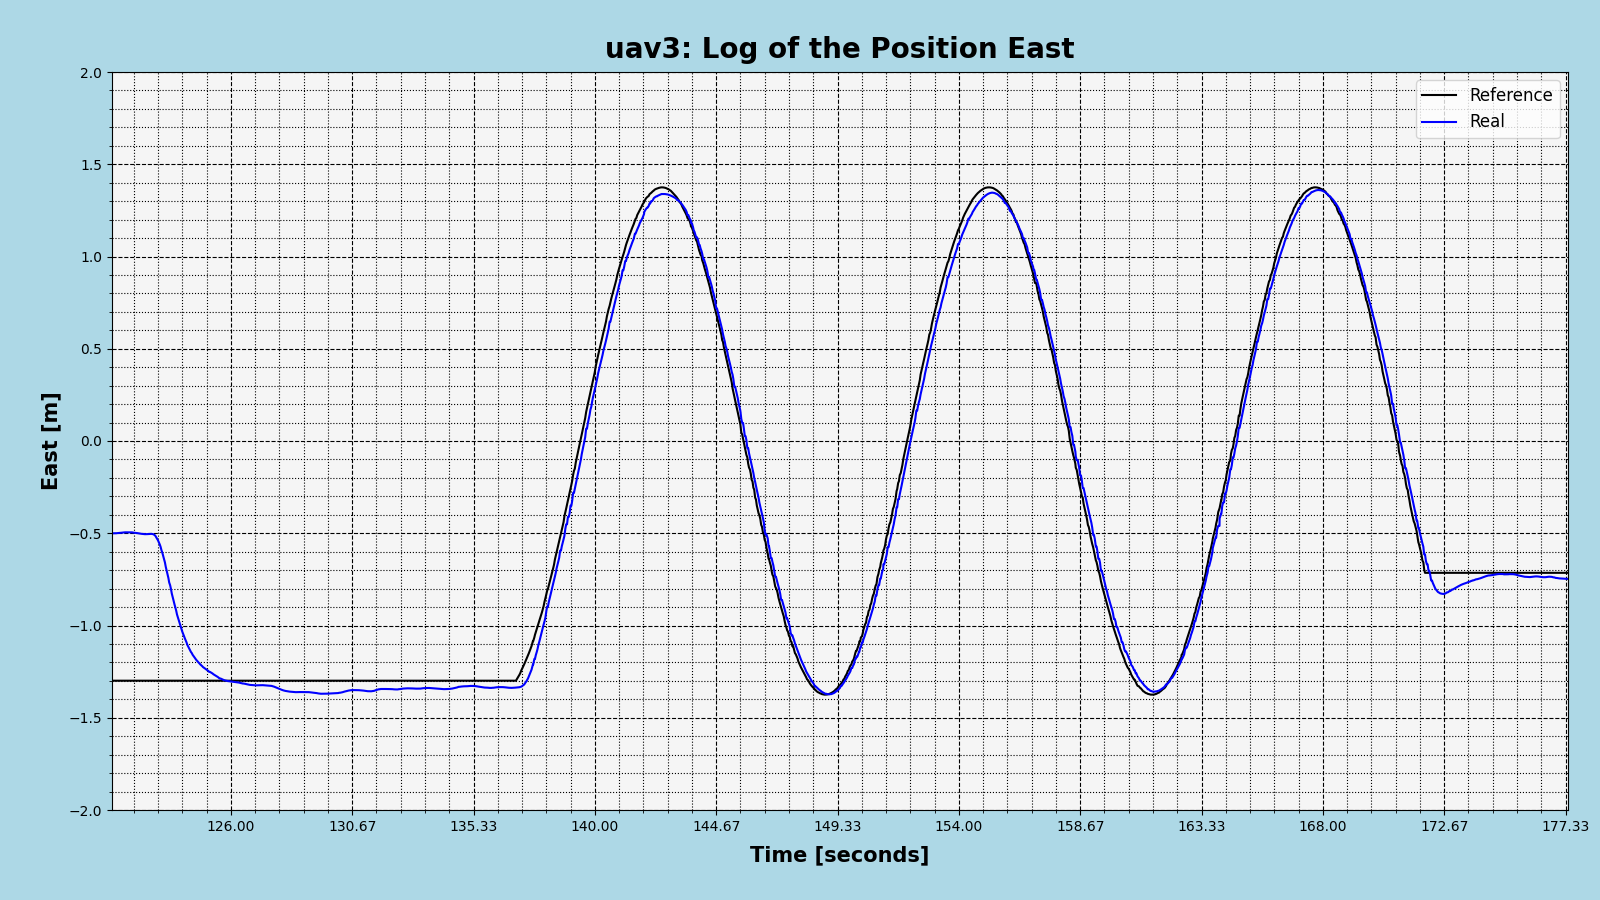 uav3: Log of the Position East
Reference
Real
2.0
1.5
1.0
0.5
0.0
−0.5
−1.0
−1.5
−2.0
East [m]
126.00 130.67 135.33 140.00 144.67 149.33 154.00 158.67 163.33 168.00 172.67 177.33
Time [seconds]